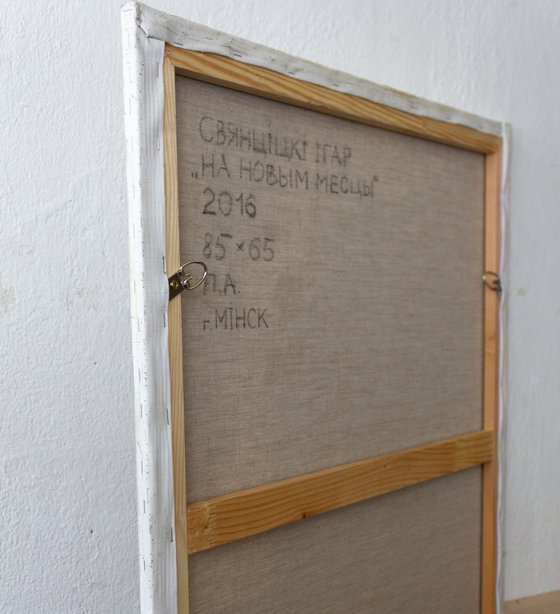 СВЯНЦІЦКІ ІГАР
„НА НОВЫМ МЕСЦЫ"
2016
85×65
П.А.
г.МІНСК